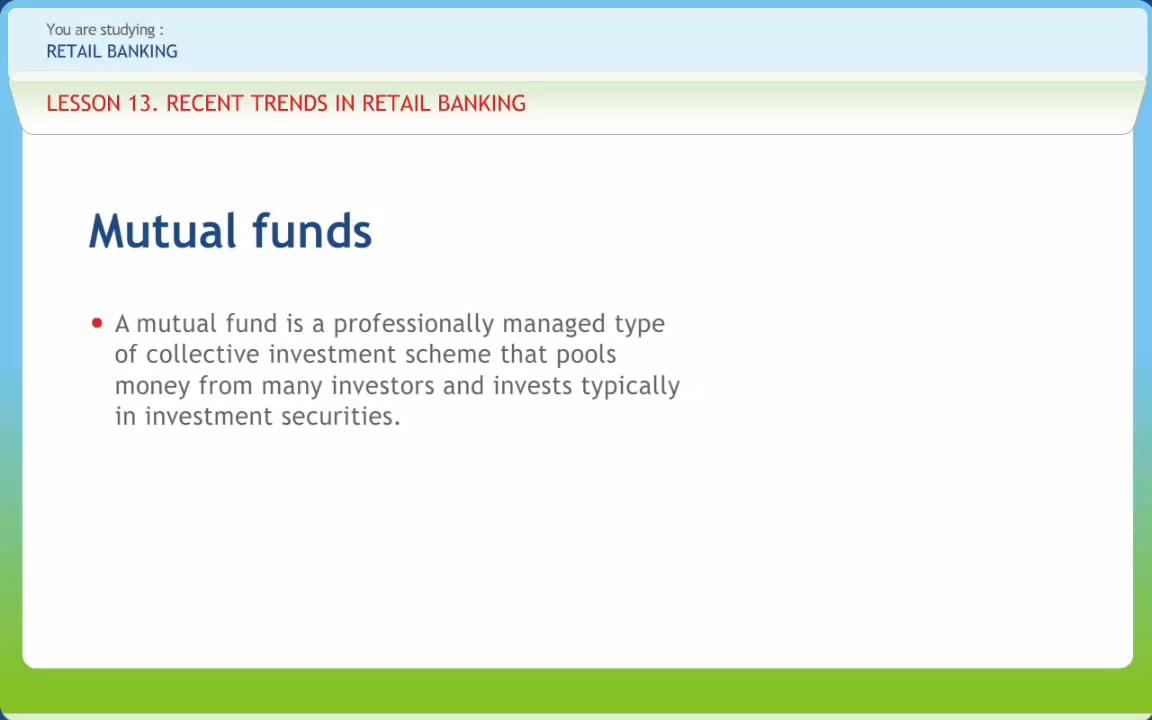 You are studying :
RETAIL BANKING
LESSON 13. RECENT TRENDS IN RETAIL BANKING
Mutual funds
• A mutual fund is a professionally managed type
of collective investment scheme that pools
money from many investors and invests typically
in investment securities.